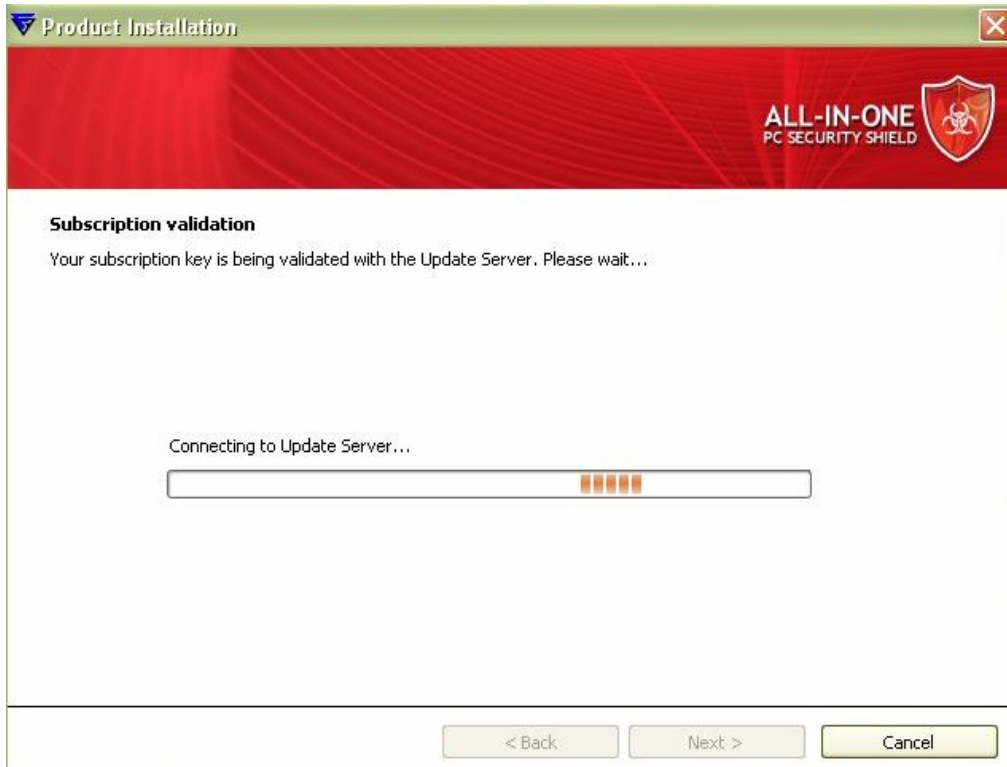 Product Installation
ALL-IN-ONE
PC SECURITY SHIELD
Subscription validation
Your subscription key is being validated with the Update Server. Please wait...
Connecting to Update Server...
< Back
Next >
Cancel